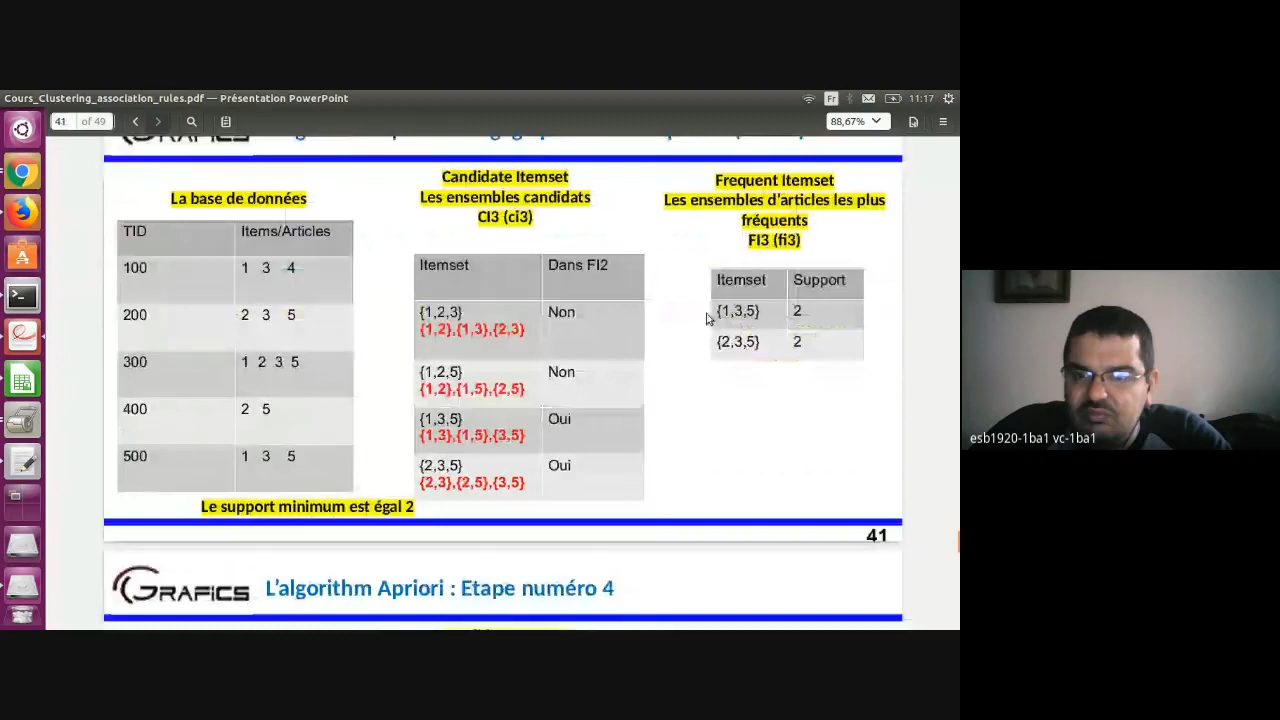 Cours_Clustering_association_rules.pdf — Présentation PowerPoint
Fr
11:17
41 of 49
88,67%
La base de données
TID Items/Articles
100 1 3 4
200 2 3 5
300 1 2 3 5
400 2 5
500 1 3 5
Le support minimum est égal 2
Candidate Itemset
Les ensembles candidats
CI3 (ci3)
Itemset Dans FI2
{1,2,3} Non
{1,2},{1,3},{2,3}
{1,2,5} Non
{1,2},{1,5},{2,5}
{1,3,5} Oui
{1,3},{1,5},{3,5}
{2,3,5} Oui
{2,3},{2,5},{3,5}
Frequent Itemset
Les ensembles d'articles les plus
fréquents
FI3 (fi3)
Itemset Support
{1,3,5} 2
{2,3,5} 2
41
GRAFICS
L'algorithm Apriori : Etape numéro 4
esb1920-1ba1 vc-1ba1